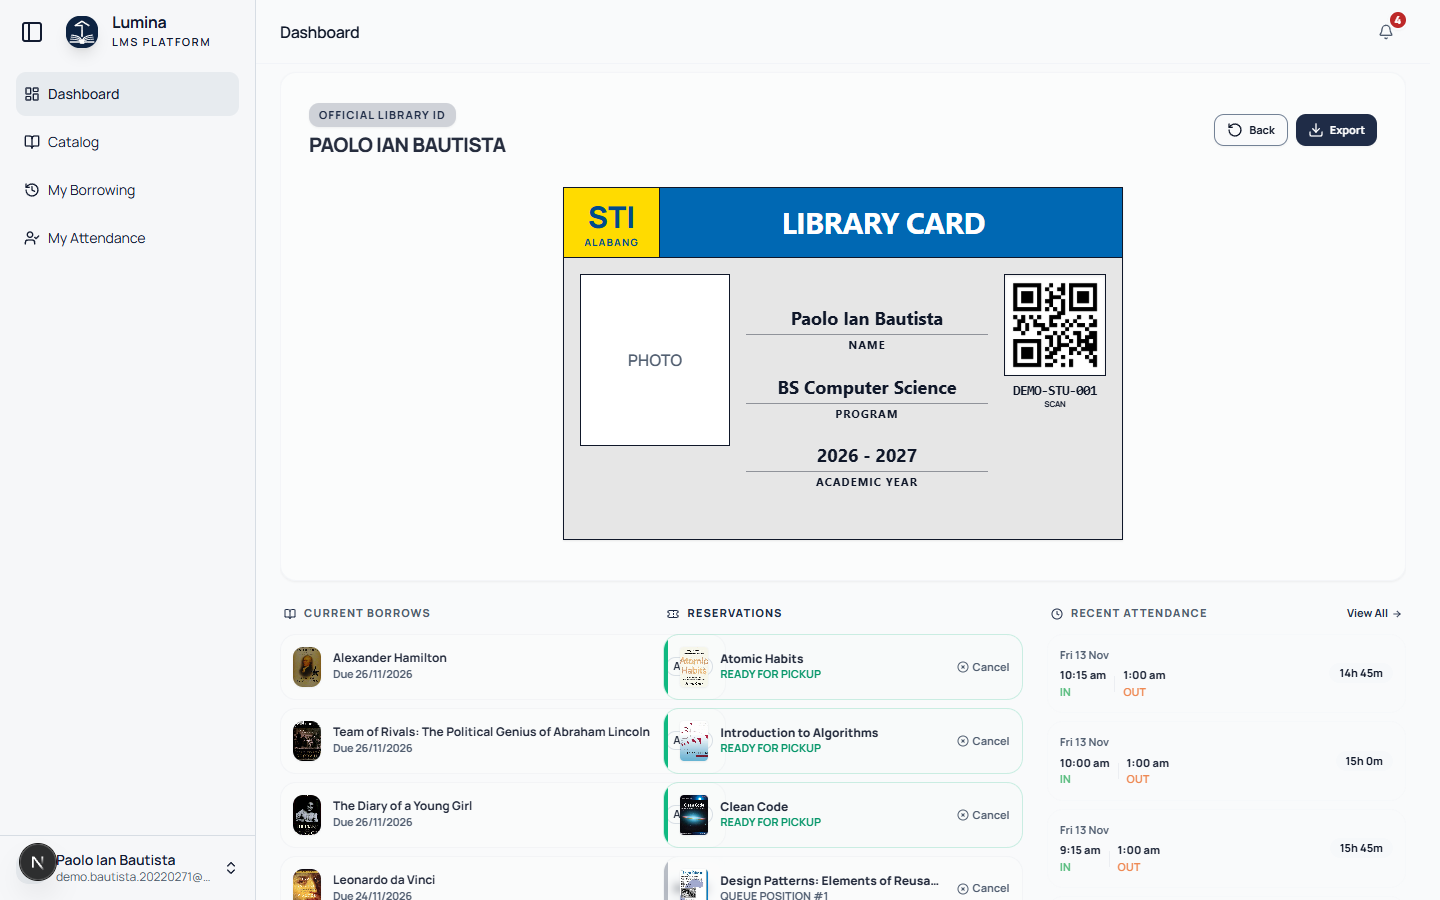 Lumina
LMS PLATFORM
Dashboard
Catalog
My Borrowing
My Attendance
N
Paolo Ian Bautista
demo.bautista.20220271@...
Dashboard
4
OFFICIAL LIBRARY ID
PAOLO IAN BAUTISTA
Back
Export
STI
ALABANG
LIBRARY CARD
PHOTO
Paolo Ian Bautista
NAME
BS Computer Science
PROGRAM
2026 - 2027
ACADEMIC YEAR
DEMO-STU-001
SCAN
CURRENT BORROWS
Alexander Hamilton
Due 26/11/2026
Team of Rivals: The Political Genius of Abraham Lincoln
Due 26/11/2026
The Diary of a Young Girl
Due 26/11/2026
Leonardo da Vinci
Due 24/11/2026
RESERVATIONS
Atomic Habits
Atomic Habits
READY FOR PICKUP
Cancel
Introduction to Algorithms
READY FOR PICKUP
Cancel
Clean Code
Clean Code
READY FOR PICKUP
Cancel
Design Patterns: Elements of Reusa...
QUEUE POSITION #1
Cancel
RECENT ATTENDANCE
View All
Fri 13 Nov
10:15 am
IN
1:00 am
OUT
14h 45m
Fri 13 Nov
10:00 am
IN
1:00 am
OUT
15h 0m
Fri 13 Nov
9:15 am
IN
1:00 am
OUT
15h 45m